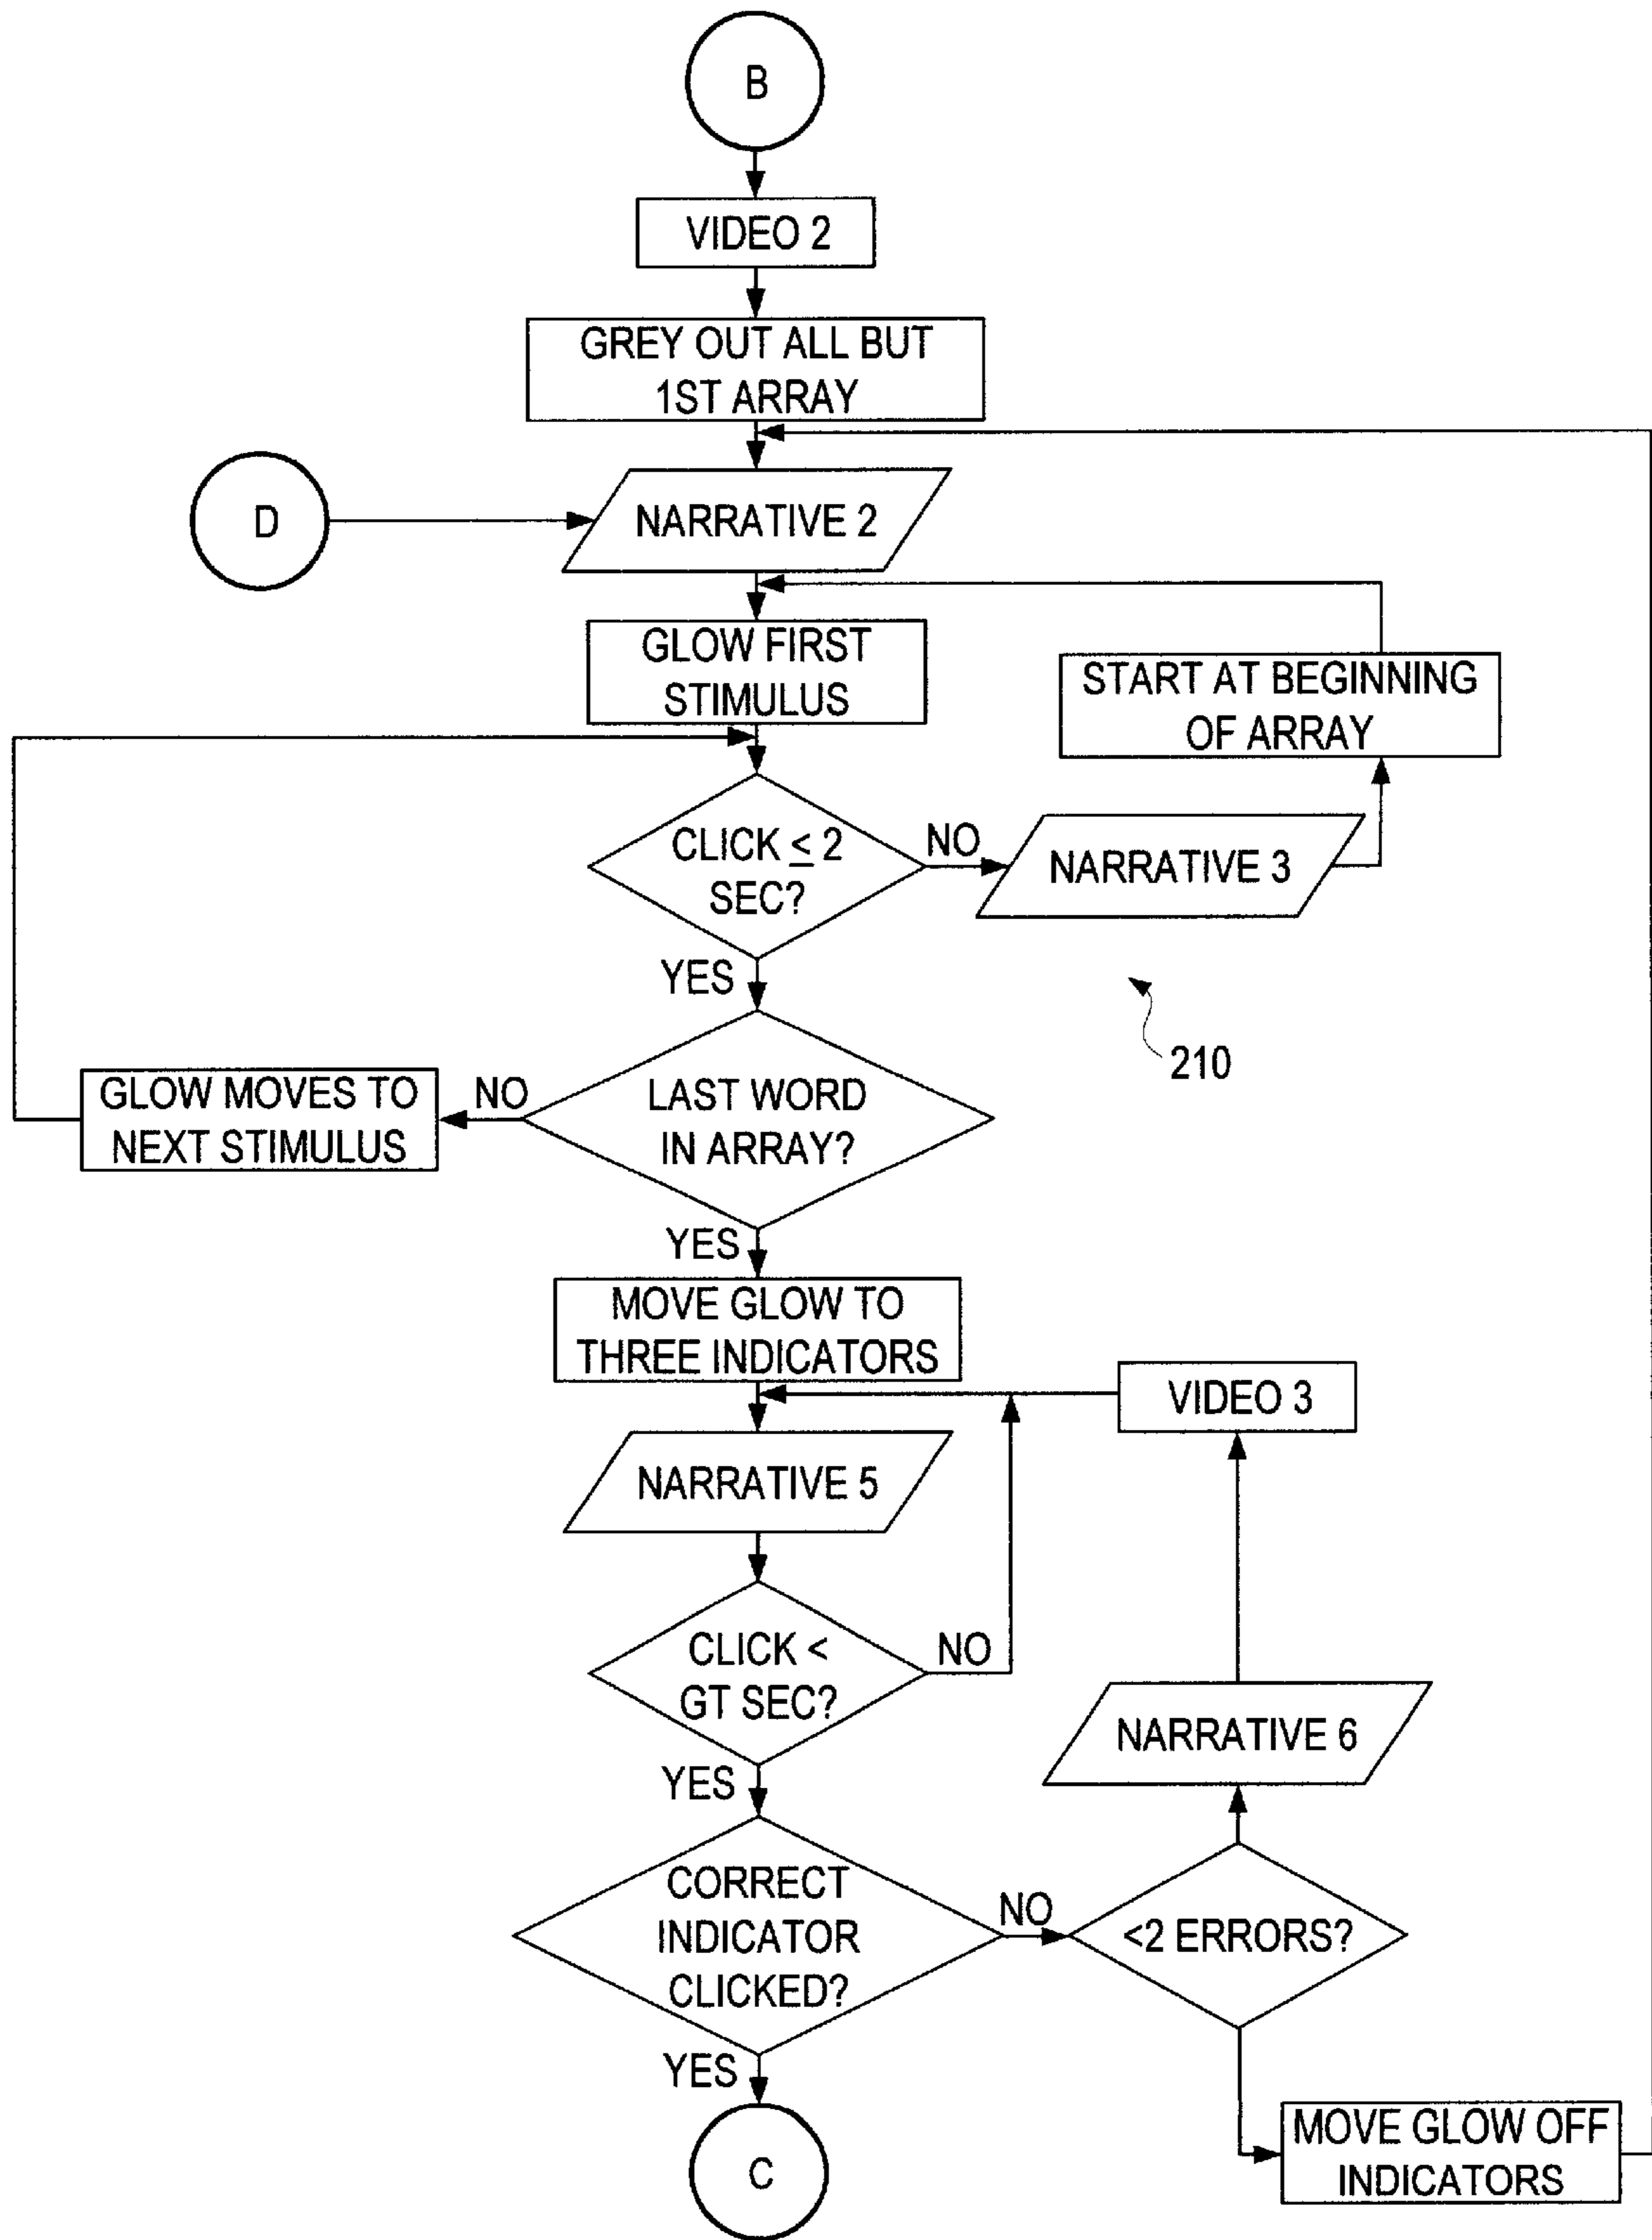 B
VIDEO 2
GREY OUT ALL BUT
1ST ARRAY
D
NARRATIVE 2
GLOW FIRST
STIMULUS
START AT BEGINNING
OF ARRAY
CLICK ≤ 2
SEC?
NO
NARRATIVE 3
YES
210
GLOW MOVES TO
NEXT STIMULUS
NO
LAST WORD
IN ARRAY?
YES
MOVE GLOW TO
THREE INDICATORS
VIDEO 3
NARRATIVE 5
CLICK <
GT SEC?
NO
NARRATIVE 6
YES
CORRECT
INDICATOR
CLICKED?
NO
<2 ERRORS?
YES
C
MOVE GLOW OFF
INDICATORS